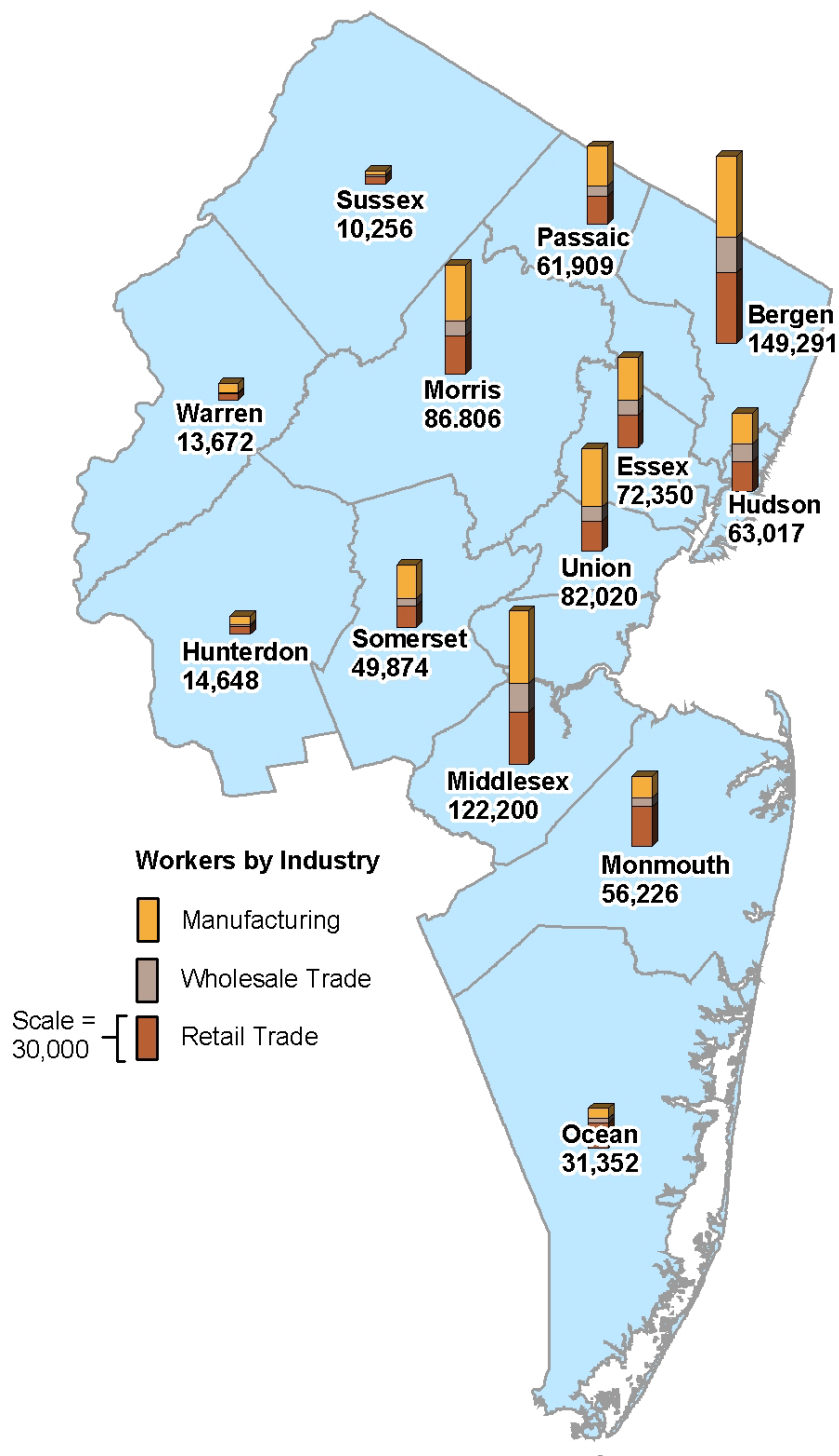 Sussex
10,256
Passaic
61,909
Bergen
149,291
Morris
86.806
Warren
13,672
Essex
72,350
Hudson
63,017
Union
82,020
Somerset
49,874
Hunterdon
14,648
Middlesex
122,200
Monmouth
56,226
Workers by Industry
Manufacturing
Wholesale Trade
Scale =
30,000
Retail Trade
Ocean
31,352